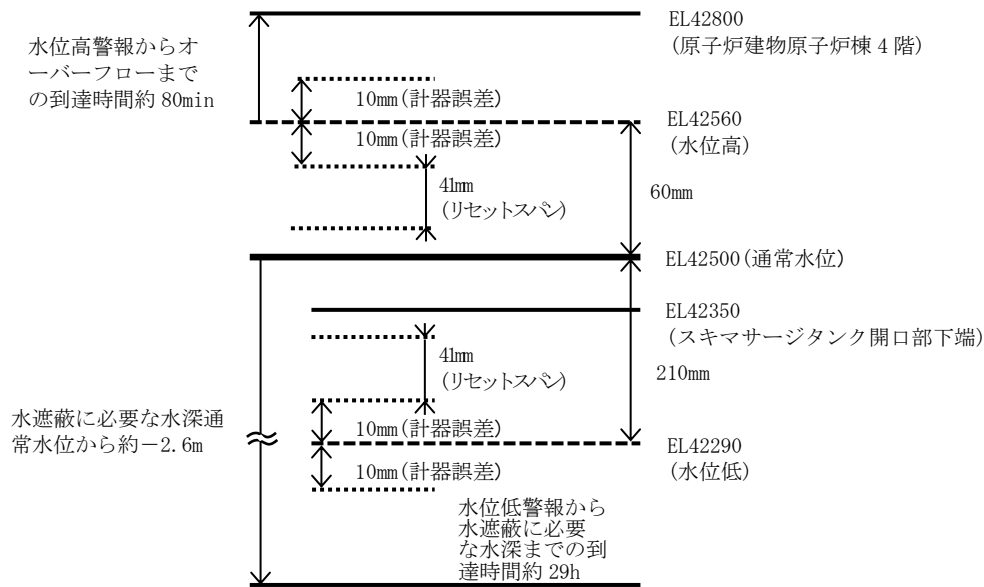 EL42800
(原子炉建物原子炉棟 4 階)
水位高警報からオ
ーバーフローまで
の到達時間約 80min
10mm(計器誤差)
EL42560
(水位高)
10mm(計器誤差)
41mm
(リセットスパン)
60mm
EL42500(通常水位)
EL42350
(スキマサージタンク開口部下端)
41mm
(リセットスパン)
210mm
水遮蔽に必要な水深通
常水位から約－2.6m
10mm(計器誤差)
EL42290
(水位低)
10mm(計器誤差)
水位低警報から
水遮蔽に必要
な水深までの到
達時間約 29h